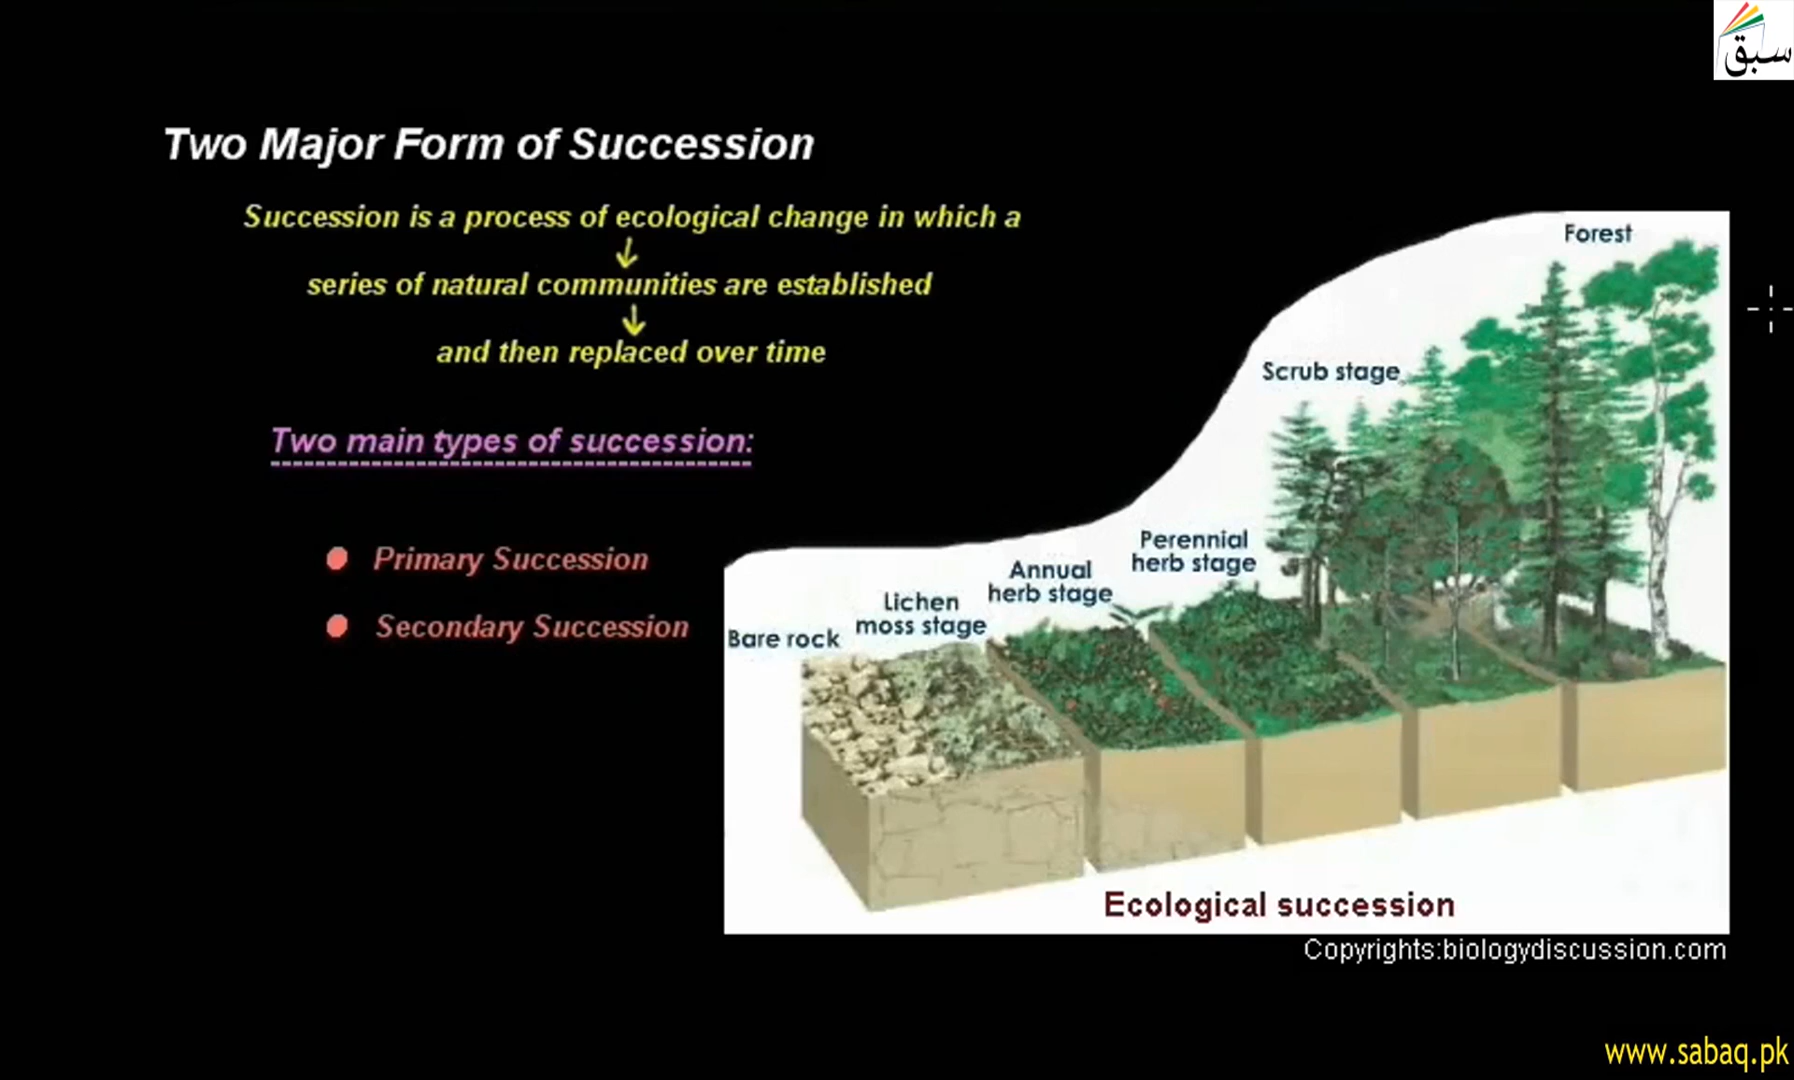 سبق
Two Major Form of Succession
Succession is a process of ecological change in which a
series of natural communities are established
and then replaced over time
Two main types of succession:
Primary Succession
Secondary Succession
Forest
Scrub stage
Perennial
herb stage
Annual
herb stage
Lichen
moss stage
Bare rock
Ecological succession
Copyrights:biologydiscussion.com
www.sabaq.pk